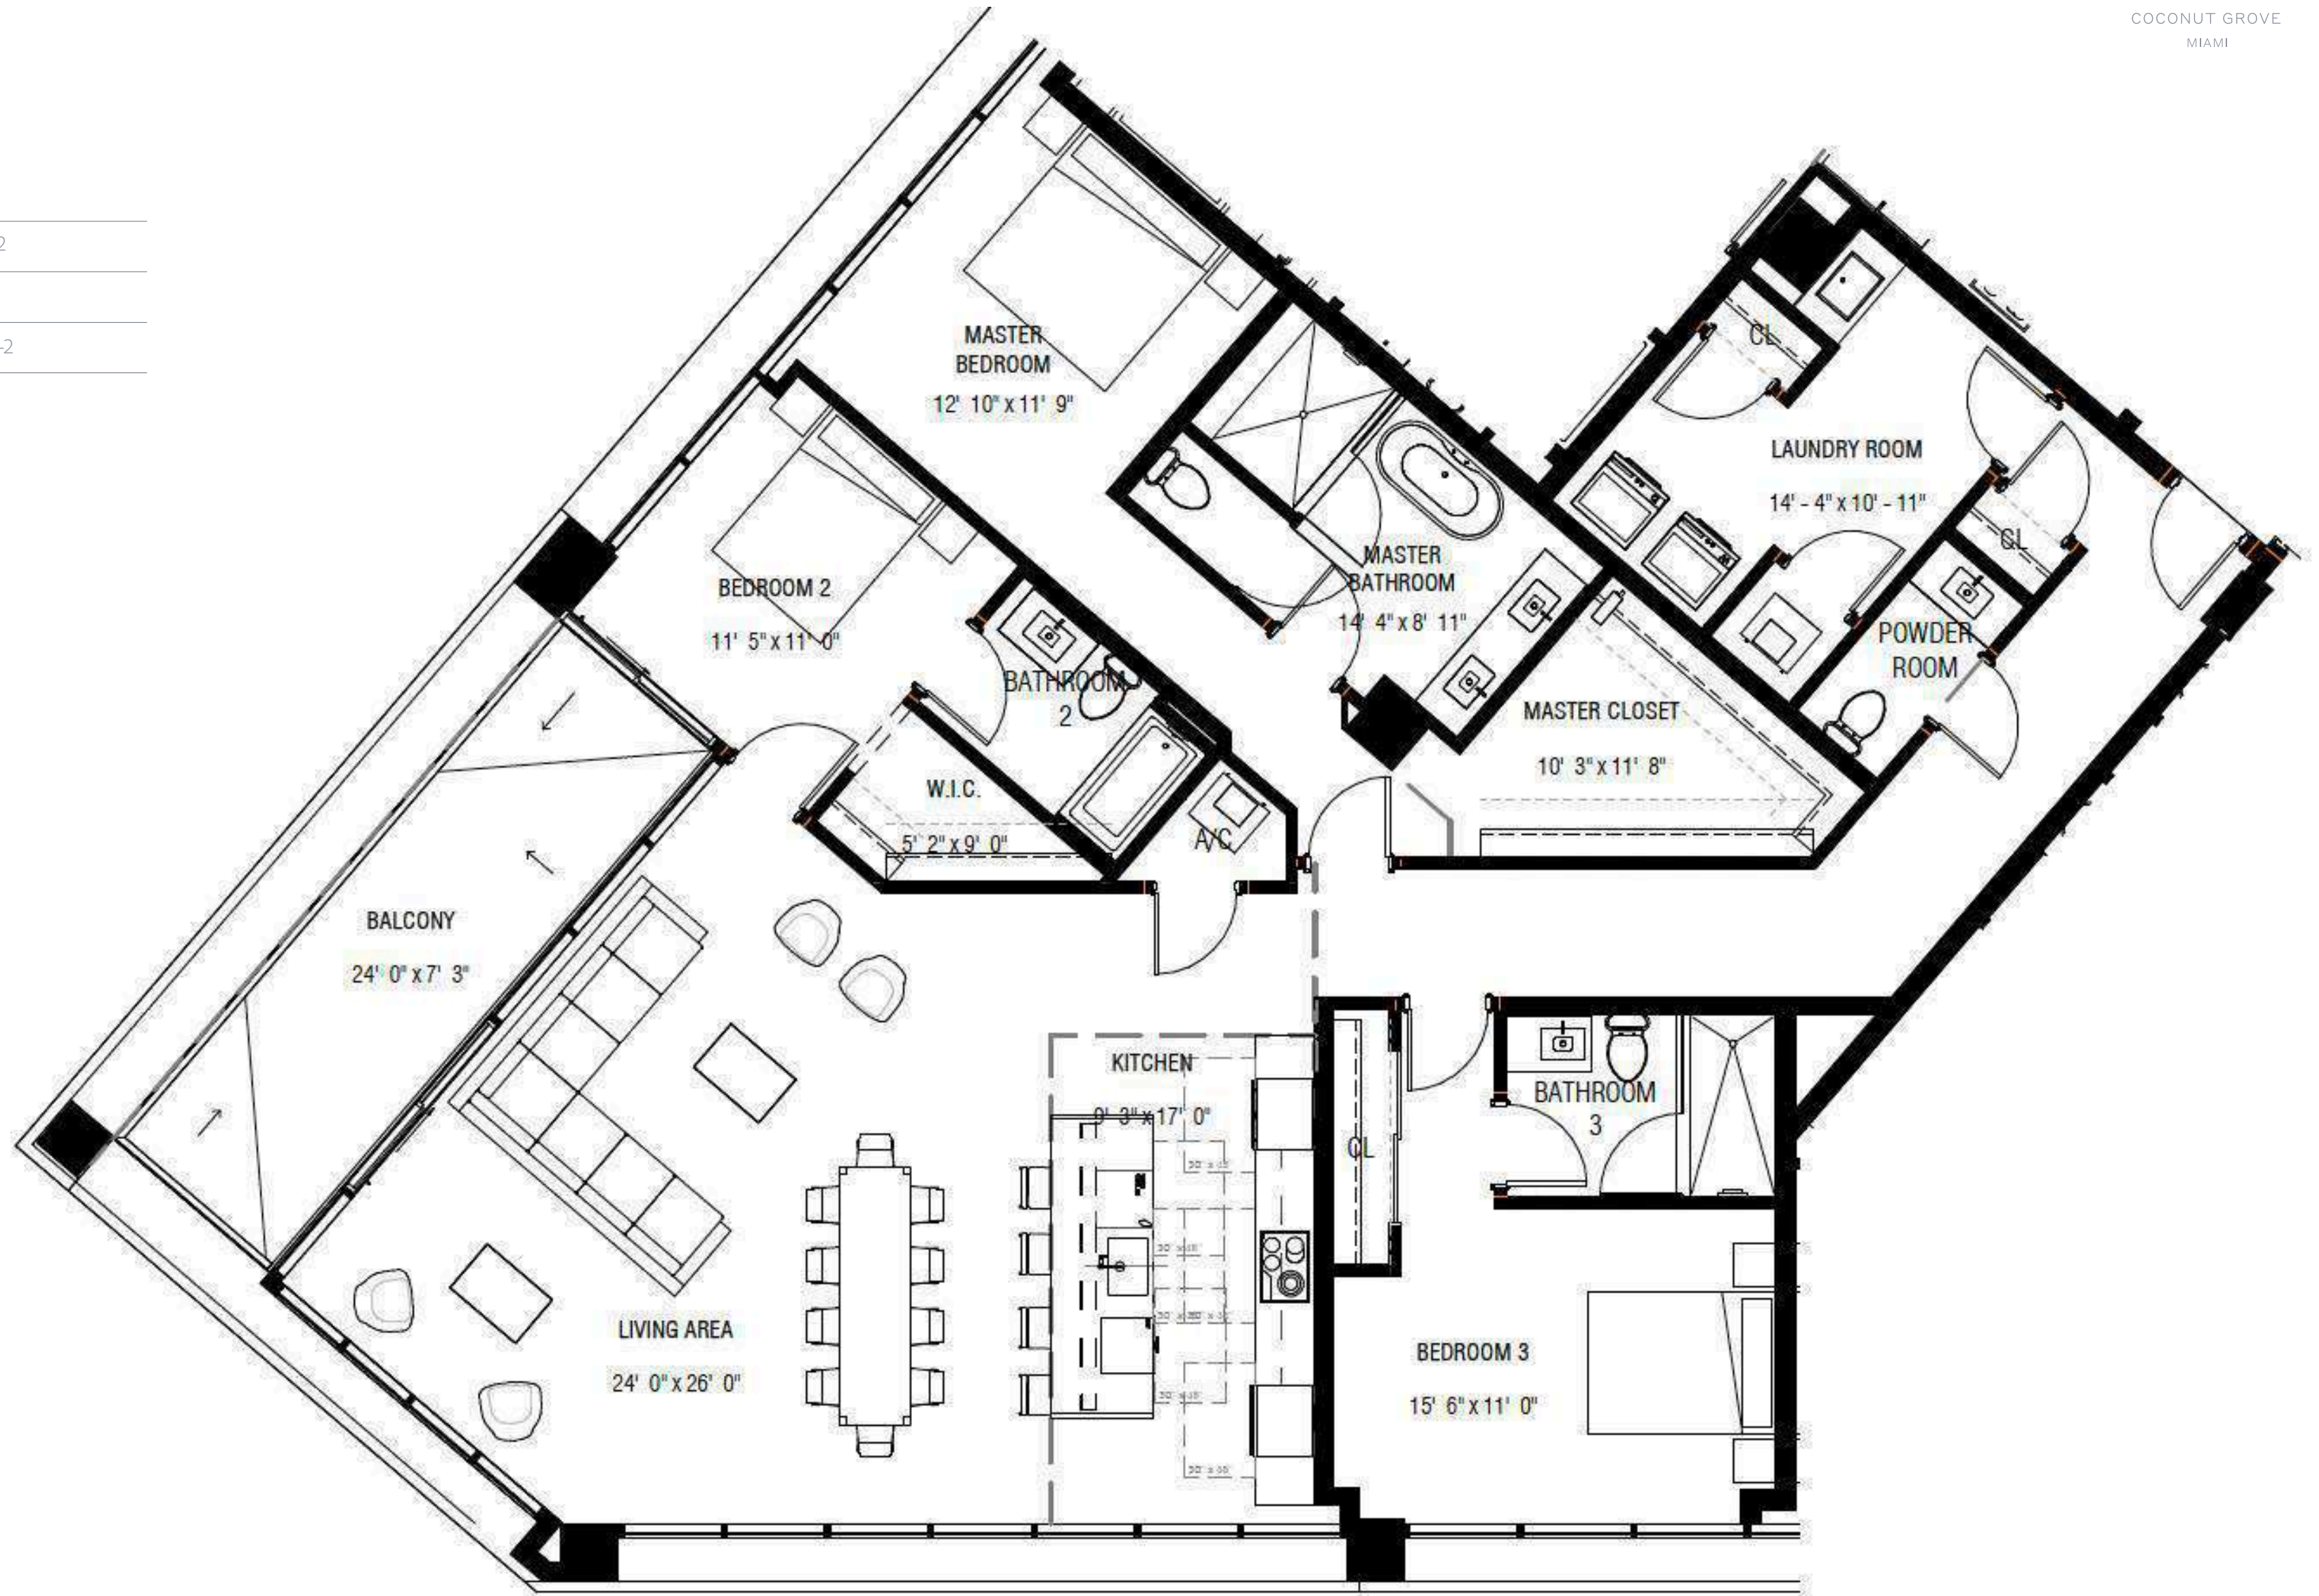 COCONUT GROVE
MIAMI
2
-2
MASTER
BEDROOM
12' 10" x 11' 9"
CL
LAUNDRY ROOM
14' - 4" x 10' - 11"
CL
BEDROOM 2
11' 5" x 11' 0"
MASTER
BATHROOM
14' 4" x 8' 11"
POWDER
ROOM
BATHROOM
2
MASTER CLOSET
10' 3" x 11' 8"
W.I.C.
5' 2" x 9' 0"
A/C
BALCONY
24' 0" x 7' 3"
KITCHEN
9' 3" x 17' 0"
BATHROOM
3
CL
LIVING AREA
24' 0" x 26' 0"
BEDROOM 3
15' 6" x 11' 0"